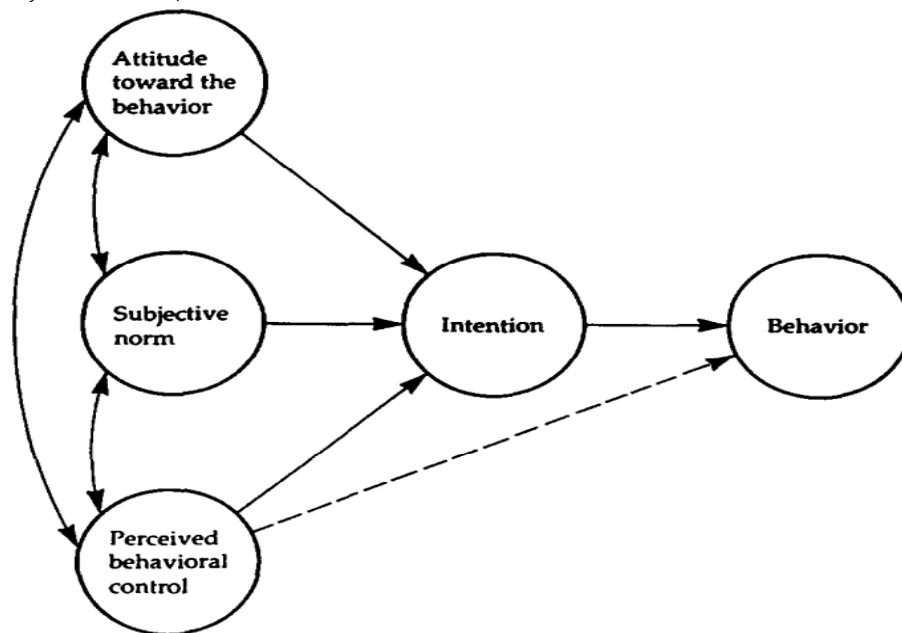 Attitude
toward the
behavior
Subjective
norm
Intention
Behavior
Perceived
behavioral
control